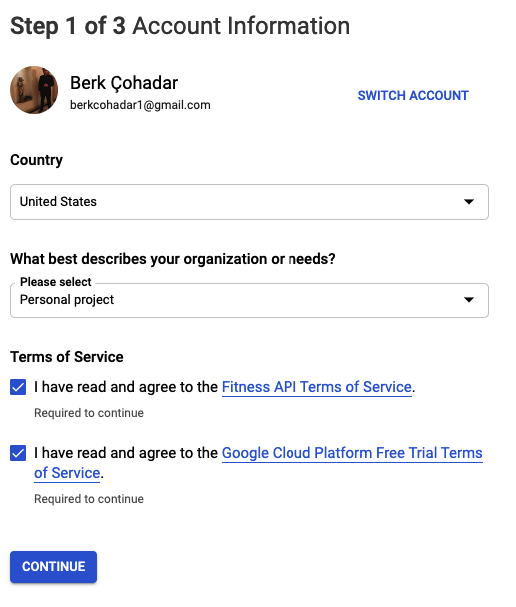 Step 1 of 3 Account Information
Berk Çohadar
berkcohadar1@gmail.com
SWITCH ACCOUNT
Country
United States
What best describes your organization or needs?
Please select
Personal project
Terms of Service
I have read and agree to the Fitness API Terms of Service.
Required to continue
I have read and agree to the Google Cloud Platform Free Trial Terms
of Service.
Required to continue
CONTINUE